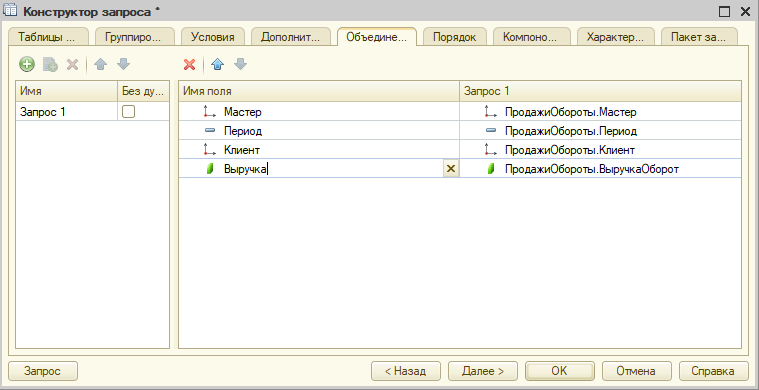 Конструктор запроса *
Таблицы ... Группиро... Условия Дополнит... Объедине... Порядок Компоно... Характер... Пакет за...
Имя Без ду... Имя поля Запрос 1
Запрос 1 Мастер ПродажиОбороты.Мастер
Период ПродажиОбороты.Период
Клиент ПродажиОбороты.Клиент
Выручка ПродажиОбороты.ВыручкаОборот
Запрос < Назад Далее > OK Отмена Справка